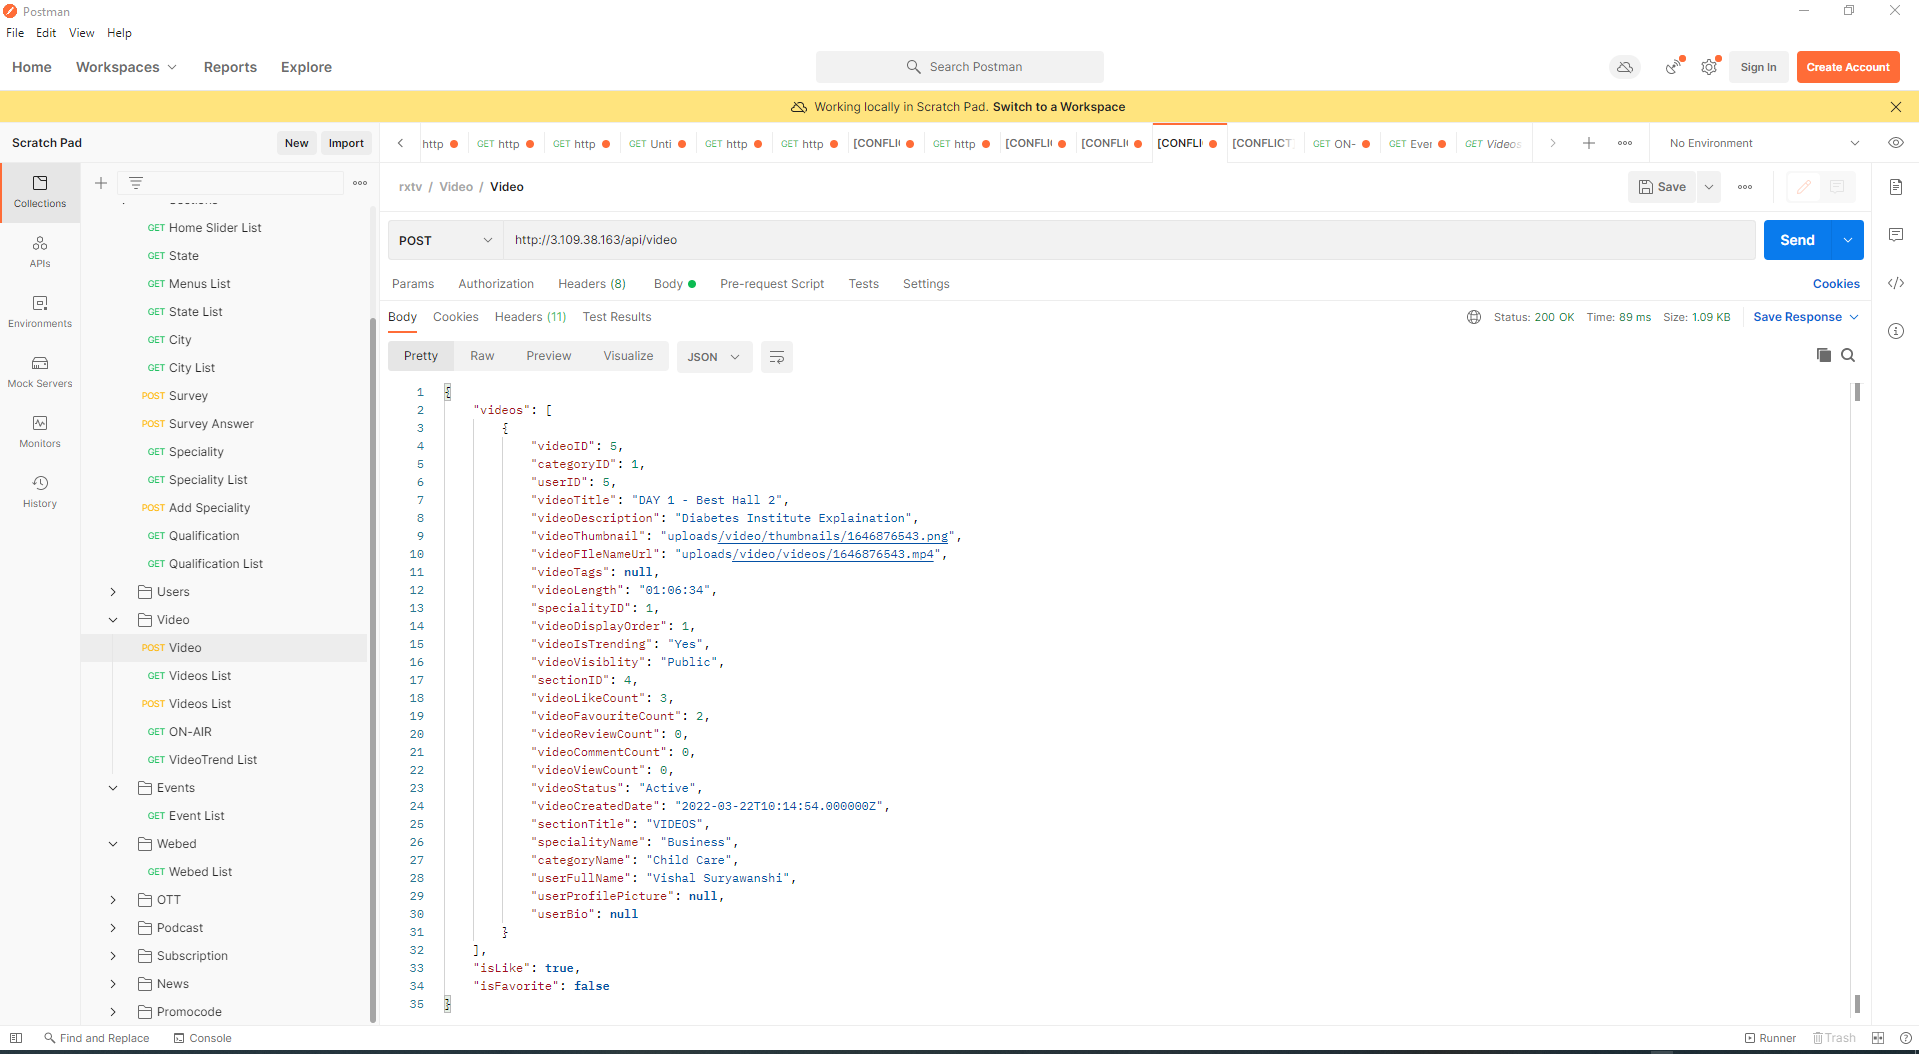 Postman
File Edit View Help
Home Workspaces Reports Explore
Search Postman
Sign In Create Account
Working locally in Scratch Pad. Switch to a Workspace
Scratch Pad New Import
http GET http GET http GET Unti GET http GET http [CONFLI GET http [CONFLI [CONFLI [CONFLI [CONFLICT GET ON- GET Ever GET Videos
No Environment
rxtv / Video / Video
Save
POST http://3.109.38.163/api/video Send
Params Authorization Headers (8) Body Pre-request Script Tests Settings Cookies
Body Cookies Headers (11) Test Results
Status: 200 OK Time: 89 ms Size: 1.09 KB Save Response
Pretty Raw Preview Visualize JSON
Collections
APIs
Environments
Mock Servers
Monitors
History
GET Home Slider List
GET State
GET Menus List
GET State List
GET City
GET City List
POST Survey
POST Survey Answer
GET Speciality
GET Speciality List
POST Add Speciality
GET Qualification
GET Qualification List
Users
Video
POST Video
GET Videos List
POST Videos List
GET ON-AIR
GET VideoTrend List
Events
GET Event List
Webed
GET Webed List
OTT
Podcast
Subscription
News
Promocode
1 {
2 "videos": [
3 {
4 "videoID": 5,
5 "categoryID": 1,
6 "userID": 5,
7 "videoTitle": "DAY 1 - Best Hall 2",
8 "videoDescription": "Diabetes Institute Explaination",
9 "videoThumbnail": "uploads/video/thumbnails/1646876543.png",
10 "videoFIleNameUrl": "uploads/video/videos/1646876543.mp4",
11 "videoTags": null,
12 "videoLength": "01:06:34",
13 "specialityID": 1,
14 "videoDisplayOrder": 1,
15 "videoIsTrending": "Yes",
16 "videoVisiblity": "Public",
17 "sectionID": 4,
18 "videoLikeCount": 3,
19 "videoFavouriteCount": 2,
20 "videoReviewCount": 0,
21 "videoCommentCount": 0,
22 "videoViewCount": 0,
23 "videoStatus": "Active",
24 "videoCreatedDate": "2022-03-22T10:14:54.000000Z",
25 "sectionTitle": "VIDEOS",
26 "specialityName": "Business",
27 "categoryName": "Child Care",
28 "userFullName": "Vishal Suryawanshi",
29 "userProfilePicture": null,
30 "userBio": null
31 }
32 ],
33 "isLike": true,
34 "isFavorite": false
35 }
Find and Replace Console
Runner Trash